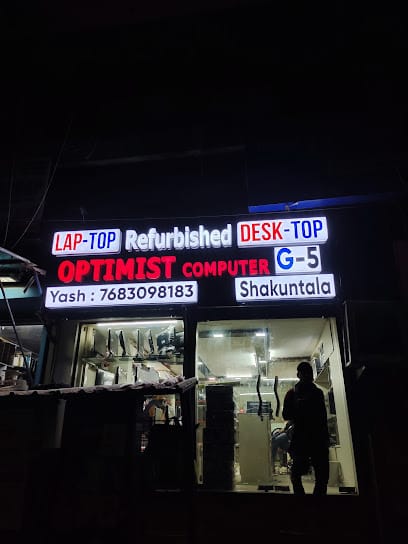 LAP-TOP Refurbished DESK-TOP
OPTIMIST COMPUTER G-5
Yash : 7683098183 Shakuntala